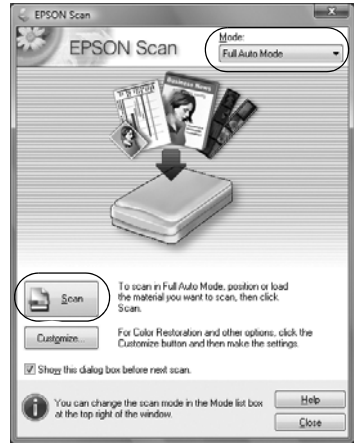 EPSON Scan
EPSON Scan
Mode:
Full Auto Mode
Business News
Scan
To scan in Full Auto Mode, position or load
the material you want to scan, then click
Scan.
Customize...
For Color Restoration and other options, click the
Customize button and then make the settings.
Show this dialog box before next scan.
You can change the scan mode in the Mode list box
at the top right of the window.
Help
Close